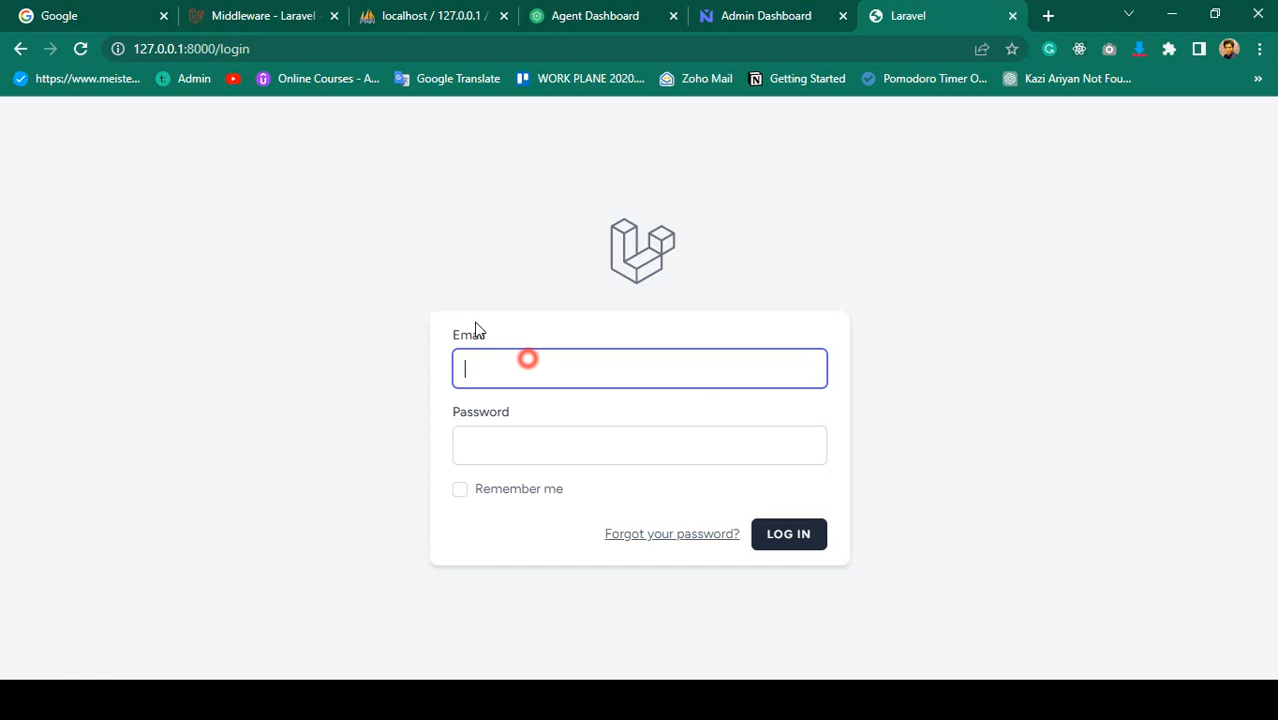 Google
Middleware - Laravel
localhost / 127.0.0.1 /
Agent Dashboard
Admin Dashboard
Laravel
127.0.0.1:8000/login
https://www.meiste...
Admin
Online Courses - A...
Google Translate
WORK PLANE 2020....
Zoho Mail
Getting Started
Pomodoro Timer O...
Kazi Ariyan Not Fou...
»
Email
Password
Remember me
Forgot your password?
LOG IN